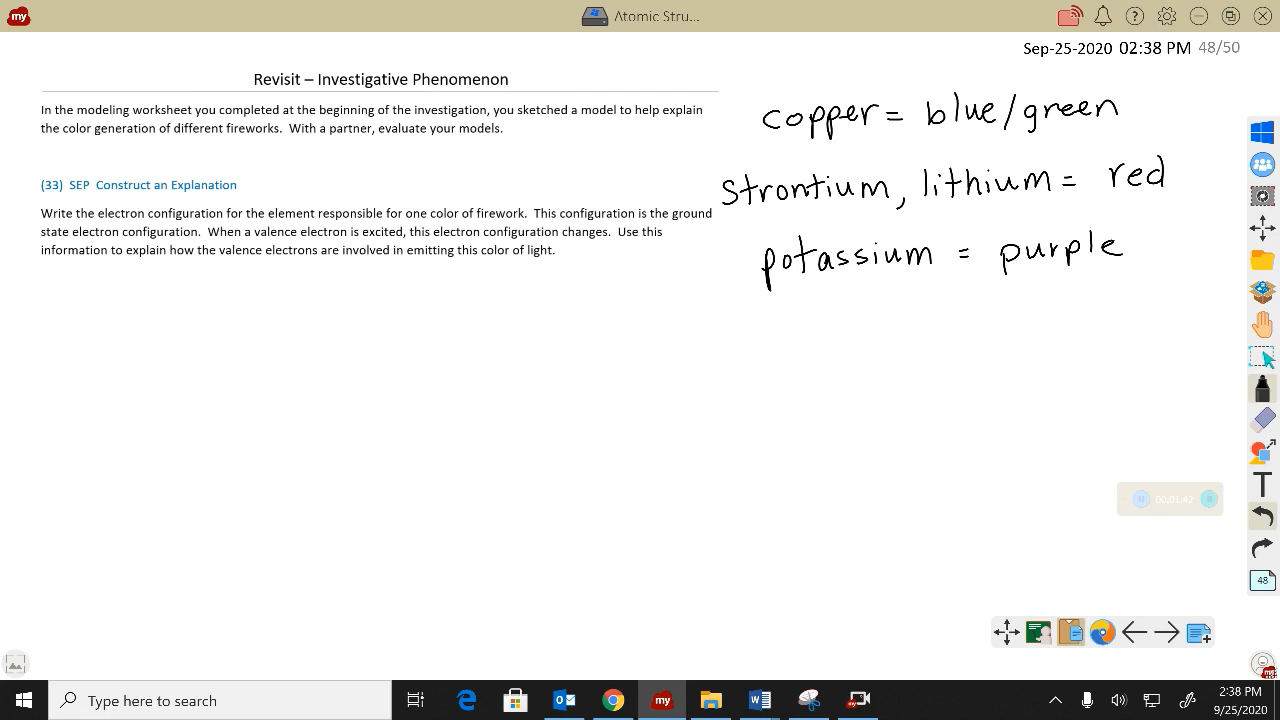 my
Atomic Stru...
Sep-25-2020 02:38 PM 48/50
Revisit – Investigative Phenomenon
In the modeling worksheet you completed at the beginning of the investigation, you sketched a model to help explain
the color generation of different fireworks. With a partner, evaluate your models.
(33) SEP Construct an Explanation
Write the electron configuration for the element responsible for one color of firework. This configuration is the ground
state electron configuration. When a valence electron is excited, this electron configuration changes. Use this
information to explain how the valence electrons are involved in emitting this color of light.
copper = blue/green
Strontium, lithium = red
potassium = purple
00:01:42
T
48
Type here to search
my
2:38 PM
9/25/2020